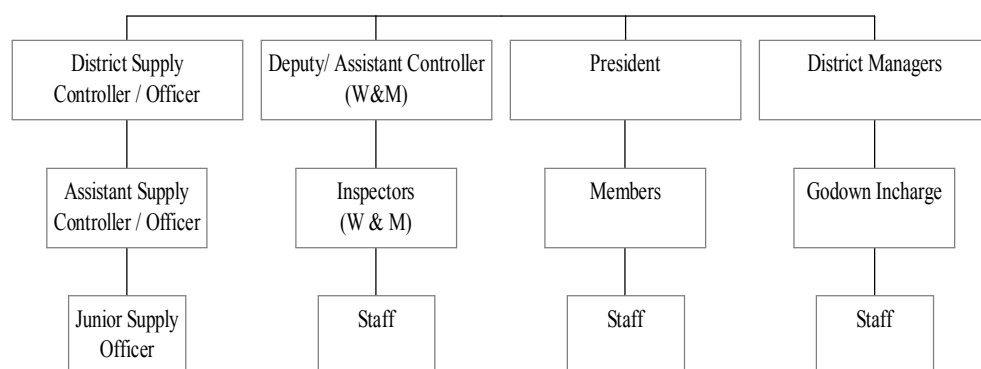 District Supply
Controller / Officer
Deputy/ Assistant Controller
(W&M)
President
District Managers
Assistant Supply
Controller / Officer
Inspectors
(W & M)
Members
Godown Incharge
Junior Supply
Officer
Staff
Staff
Staff